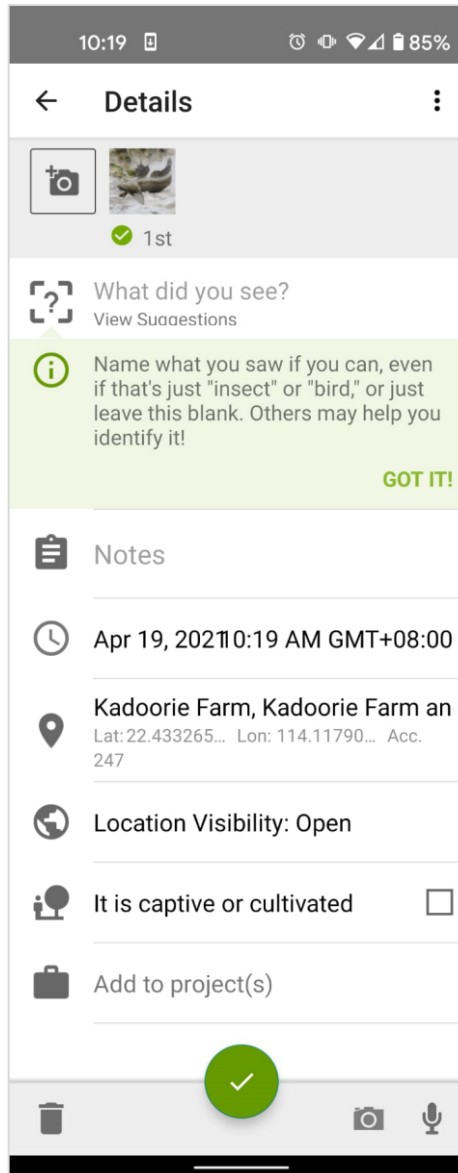 10:19 85%
Details
1st
What did you see?
View Suggestions
Name what you saw if you can, even
if that's just "insect" or "bird," or just
leave this blank. Others may help you
identify it!
GOT IT!
Notes
Apr 19, 2021 10:19 AM GMT+08:00
Kadoorie Farm, Kadoorie Farm an
Lat: 22.433265... Lon: 114.11790... Acc.
247
Location Visibility: Open
It is captive or cultivated
Add to project(s)